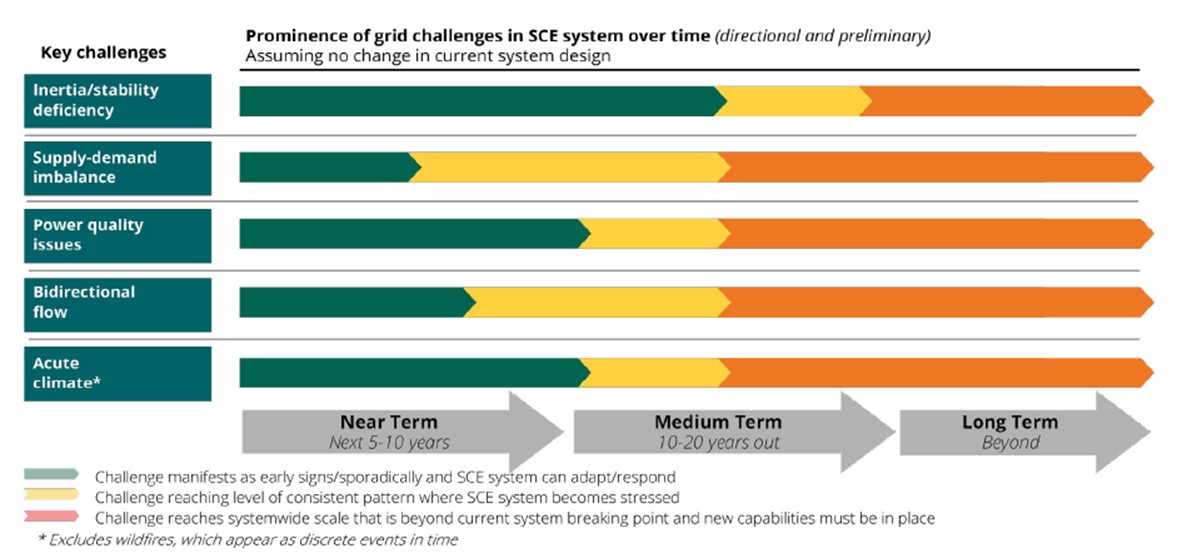 Prominence of grid challenges in SCE system over time (directional and preliminary)
Key challenges
Assuming no change in current system design
Inertia/stability
deficiency
Supply-demand
imbalance
Power quality
issues
Bidirectional
flow
Acute
climate*
Near Term
Next 5-10 years
Medium Term
10-20 years out
Long Term
Beyond
Challenge manifests as early signs/sporadically and SCE system can adapt/respond
Challenge reaching level of consistent pattern where SCE system becomes stressed
Challenge reaches systemwide scale that is beyond current system breaking point and new capabilities must be in place
* Excludes wildfires, which appear as discrete events in time